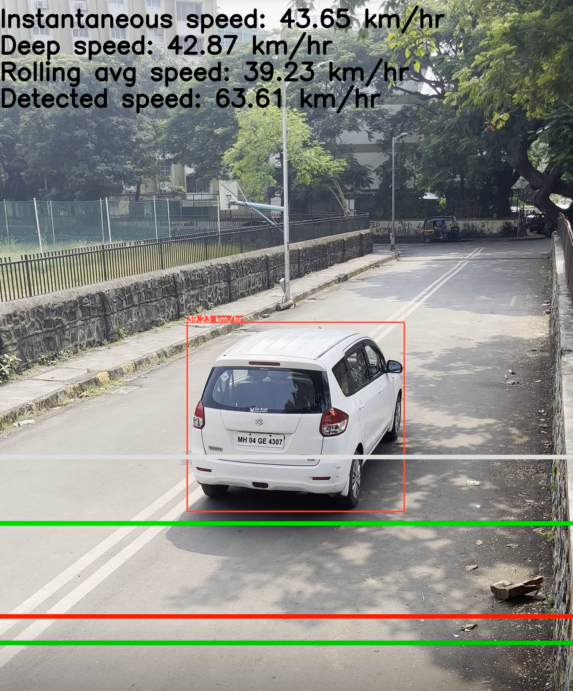 Instantaneous speed: 43.65 km/hr
Deep speed: 42.87 km/hr
Rolling avg speed: 39.23 km/hr
Detected speed: 63.61 km/hr
39.23 km/hr
MH 04 GE 4307